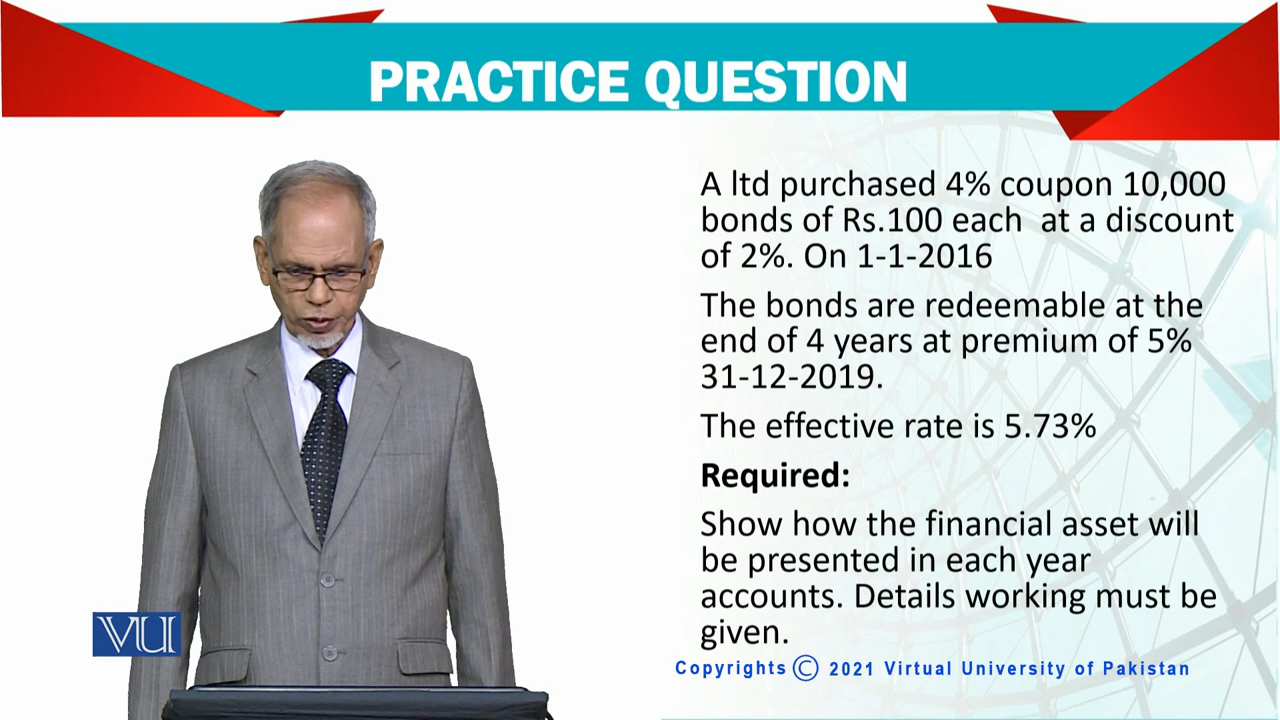 PRACTICE QUESTION
A ltd purchased 4% coupon 10,000
bonds of Rs.100 each at a discount
of 2%. On 1-1-2016
The bonds are redeemable at the
end of 4 years at premium of 5%
31-12-2019.
The effective rate is 5.73%
Required:
Show how the financial asset will
be presented in each year
accounts. Details working must be
given.
VU
Copyrights © 2021 Virtual University of Pakistan